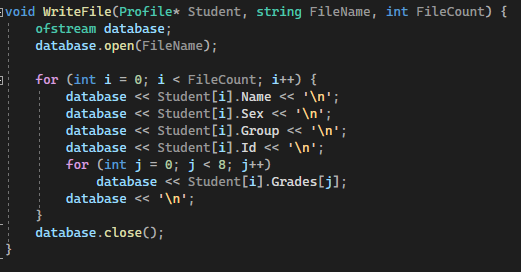 void WriteFile(Profile* Student, string FileName, int FileCount) {
    ofstream database;
    database.open(FileName);

    for (int i = 0; i < FileCount; i++) {
        database << Student[i].Name << '\n';
        database << Student[i].Sex << '\n';
        database << Student[i].Group << '\n';
        database << Student[i].Id << '\n';
        for (int j = 0; j < 8; j++)
            database << Student[i].Grades[j];
        database << '\n';
    }
    database.close();
}